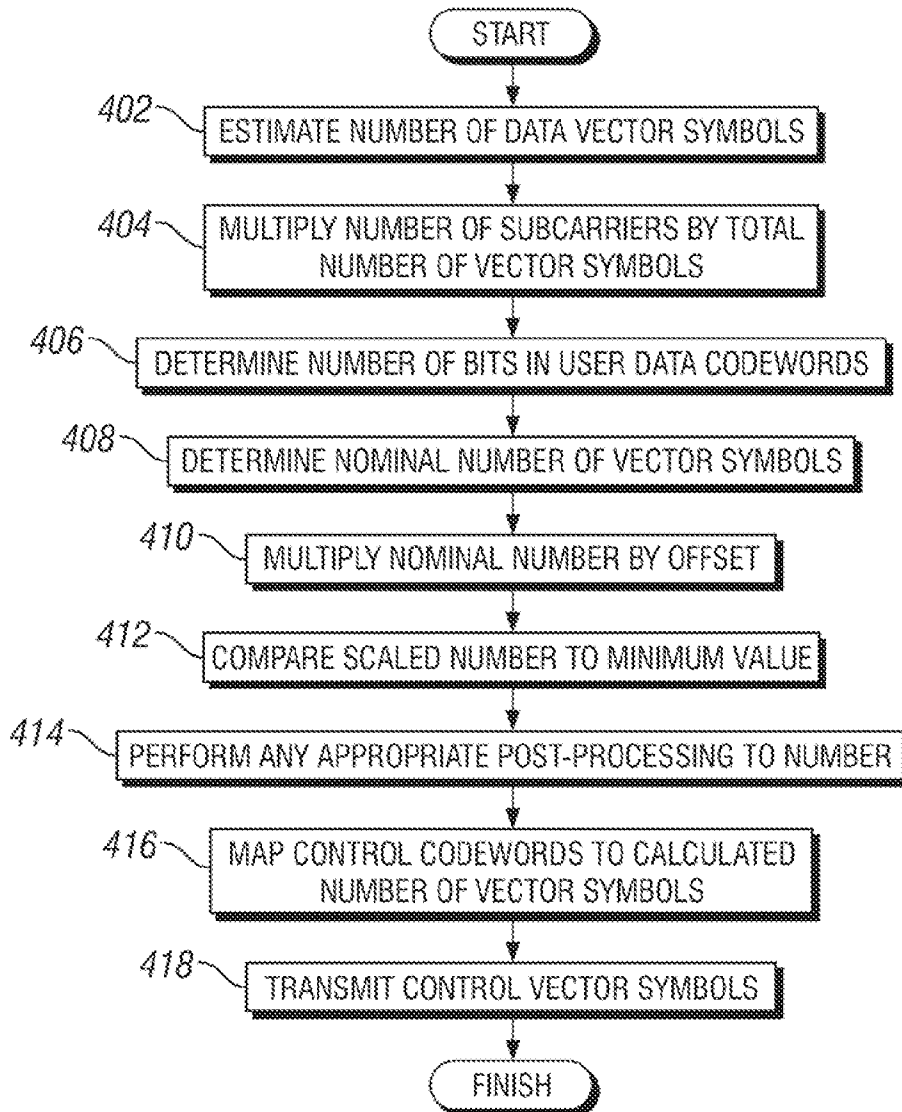 START
402
ESTIMATE NUMBER OF DATA VECTOR SYMBOLS
404
MULTIPLY NUMBER OF SUBCARRIERS BY TOTAL
NUMBER OF VECTOR SYMBOLS
406
DETERMINE NUMBER OF BITS IN USER DATA CODEWORDS
408
DETERMINE NOMINAL NUMBER OF VECTOR SYMBOLS
410
MULTIPLY NOMINAL NUMBER BY OFFSET
412
COMPARE SCALED NUMBER TO MINIMUM VALUE
414
PERFORM ANY APPROPRIATE POST-PROCESSING TO NUMBER
416
MAP CONTROL CODEWORDS TO CALCULATED
NUMBER OF VECTOR SYMBOLS
418
TRANSMIT CONTROL VECTOR SYMBOLS
FINISH